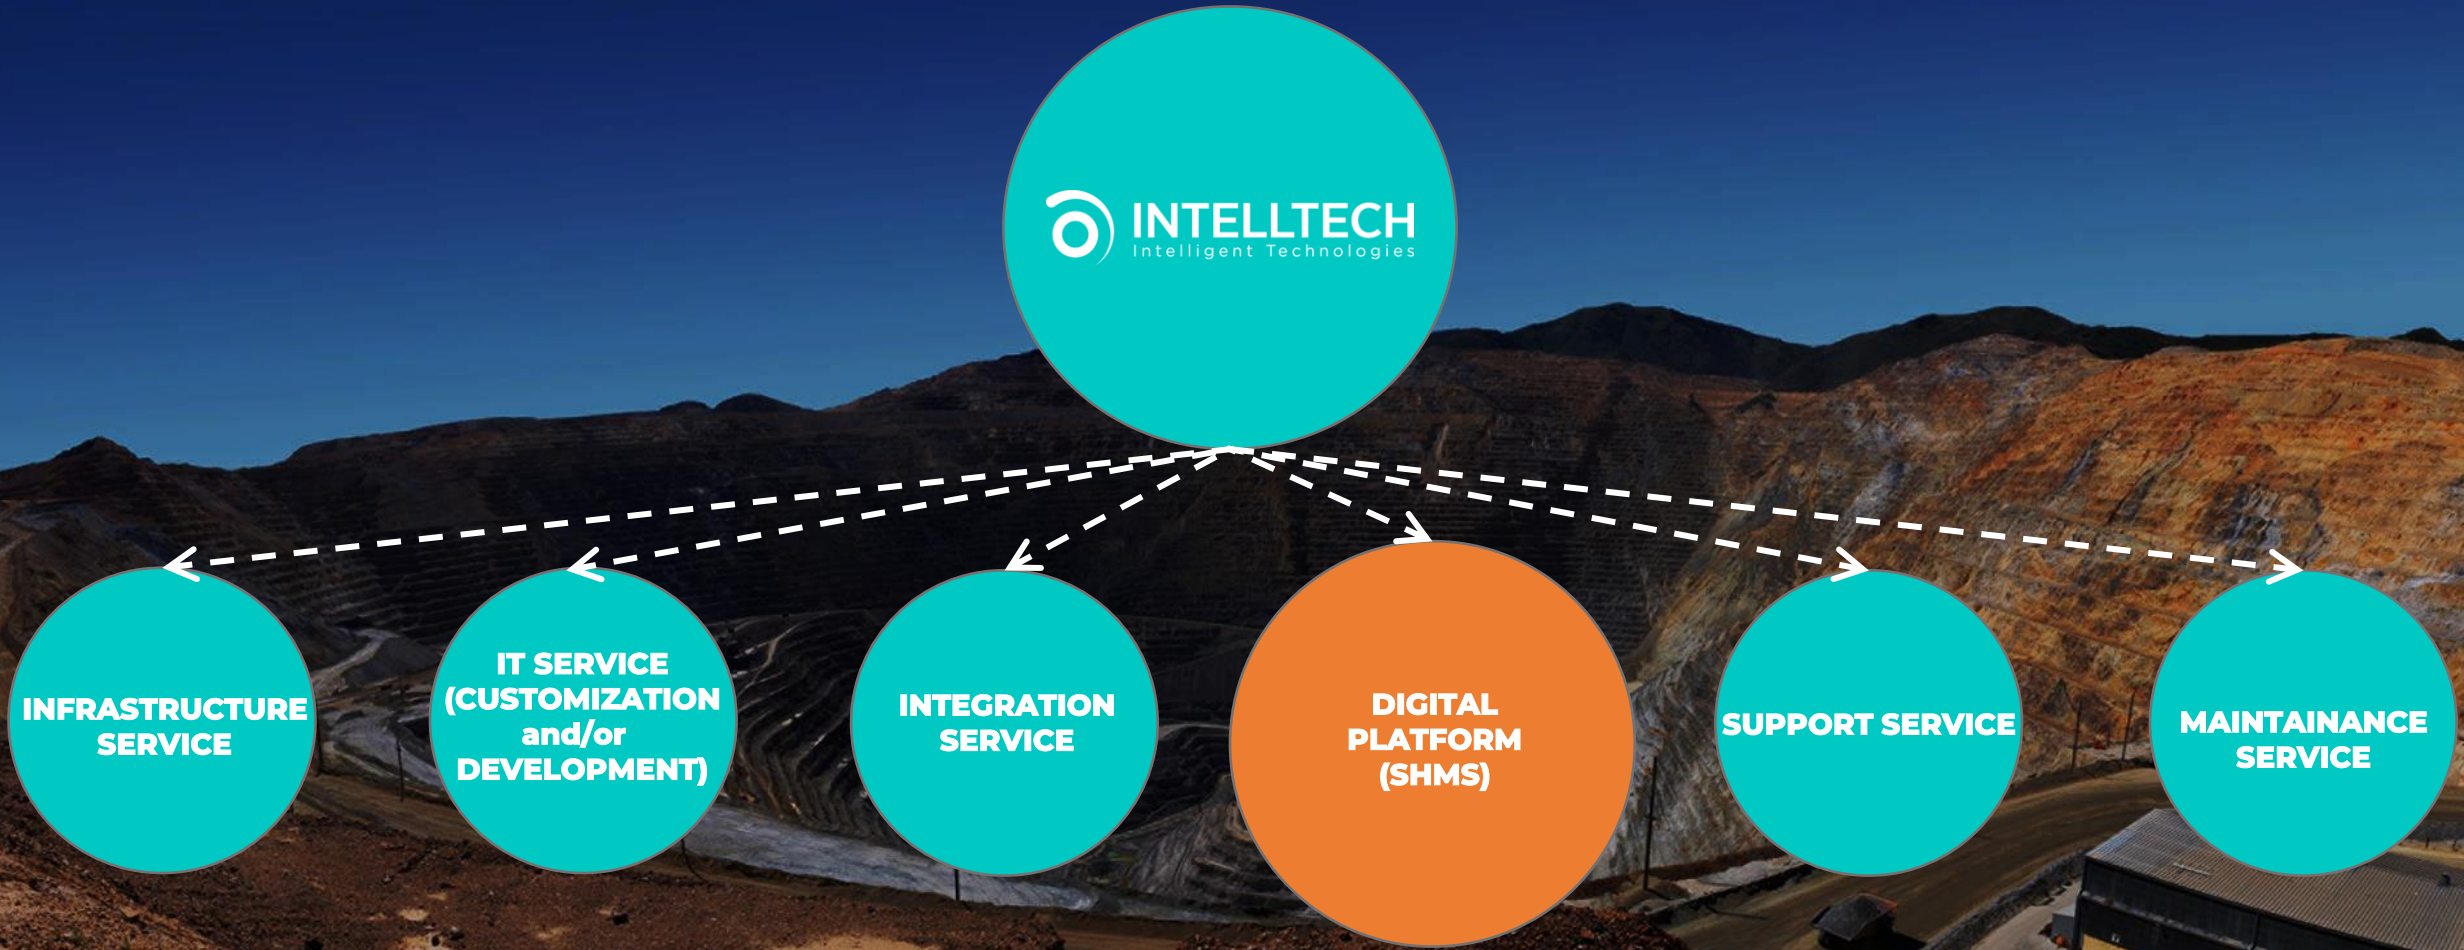 INTELLTECH
Intelligent Technologies
INFRASTRUCTURE
SERVICE
IT SERVICE
(CUSTOMIZATION
and/or
DEVELOPMENT)
INTEGRATION
SERVICE
DIGITAL
PLATFORM
(SHMS)
SUPPORT SERVICE
MAINTAINANCE
SERVICE